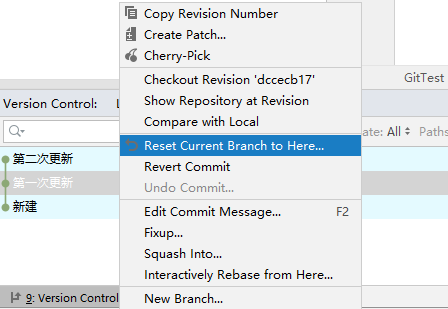 Copy Revision Number
Create Patch...
Cherry-Pick
Checkout Revision 'dccecb17'
Show Repository at Revision
Compare with Local
Reset Current Branch to Here...
Revert Commit
Undo Commit...
Edit Commit Message... F2
Fixup...
Squash Into...
Interactively Rebase from Here...
New Branch...
GitTest
Version Control:
All
Paths
第二次更新
第一次更新
新建
9: Version Control